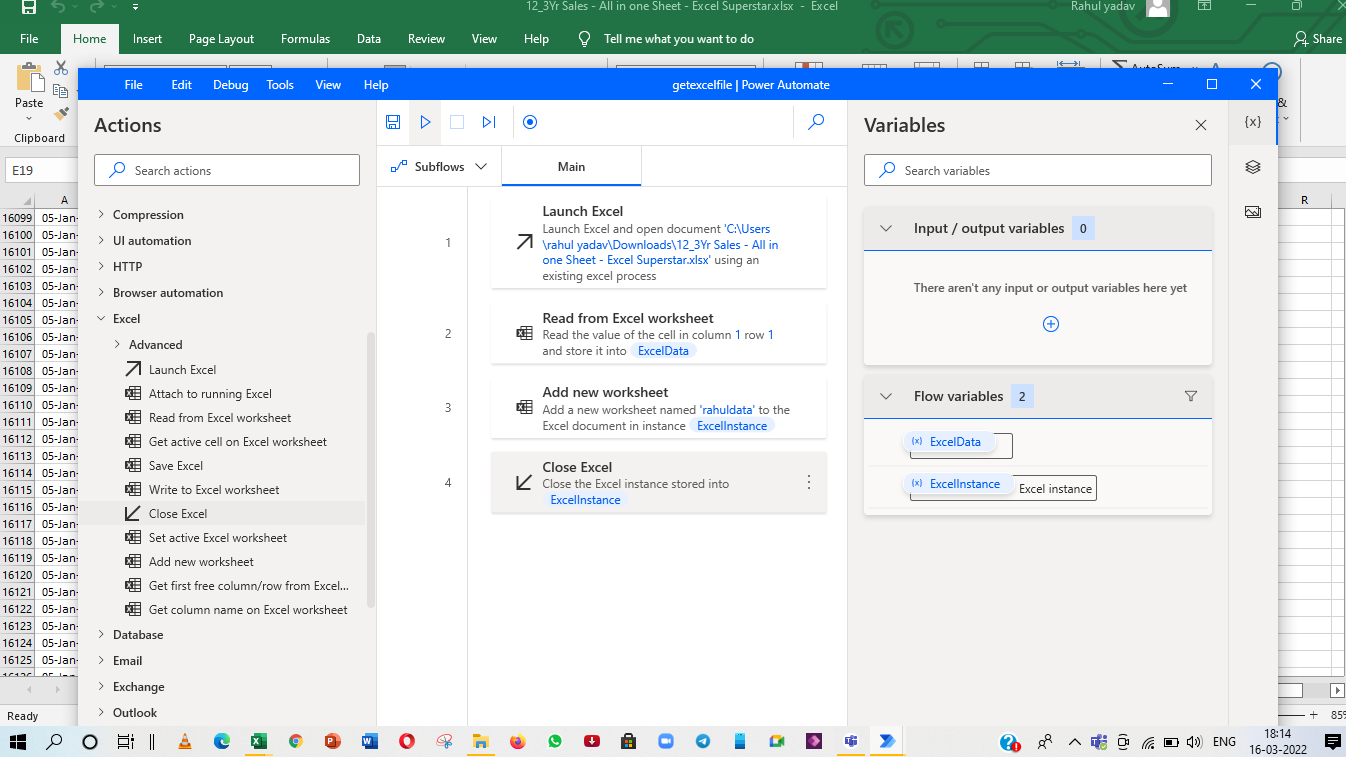 12_3Yr Sales - All in one Sheet - Excel Superstar.xlsx - Excel
Rahul yadav
File Home Insert Page Layout Formulas Data Review View Help Tell me what you want to do Share
Paste
Clipboard
AutoSum
&
E19
A R
16099 05-Jan-
16100 05-Jan-
16101 05-Jan-
16102 05-Jan-
16103 05-Jan-
16104 05-Jan-
16105 05-Jan-
16106 05-Jan-
16107 05-Jan-
16108 05-Jan-
16109 05-Jan-
16110 05-Jan-
16111 05-Jan-
16112 05-Jan-
16113 05-Jan-
16114 05-Jan-
16115 05-Jan-
16116 05-Jan-
16117 05-Jan-
16118 05-Jan-
16119 05-Jan-
16120 05-Jan-
16121 05-Jan-
16122 05-Jan-
16123 05-Jan-
16124 05-Jan-
16125 05-Jan-
Ready
85%
File Edit Debug Tools View Help
getexcelfile | Power Automate
Actions
Search actions
Compression
UI automation
HTTP
Browser automation
Excel
Advanced
Launch Excel
Attach to running Excel
Read from Excel worksheet
Get active cell on Excel worksheet
Save Excel
Write to Excel worksheet
Close Excel
Set active Excel worksheet
Add new worksheet
Get first free column/row from Excel...
Get column name on Excel worksheet
Database
Email
Exchange
Outlook
Subflows
Main
1
Launch Excel
Launch Excel and open document 'C:\Users
\rahul yadav\Downloads\12_3Yr Sales - All in
one Sheet - Excel Superstar.xlsx' using an
existing excel process
2
Read from Excel worksheet
Read the value of the cell in column 1 row 1
and store it into ExcelData
3
Add new worksheet
Add a new worksheet named 'rahuldata' to the
Excel document in instance ExcelInstance
4
Close Excel
Close the Excel instance stored into
ExcelInstance
Variables
{x}
Search variables
Input / output variables 0
There aren't any input or output variables here yet
Flow variables 2
(x) ExcelData
(x) ExcelInstance Excel instance
ENG
18:14
16-03-2022